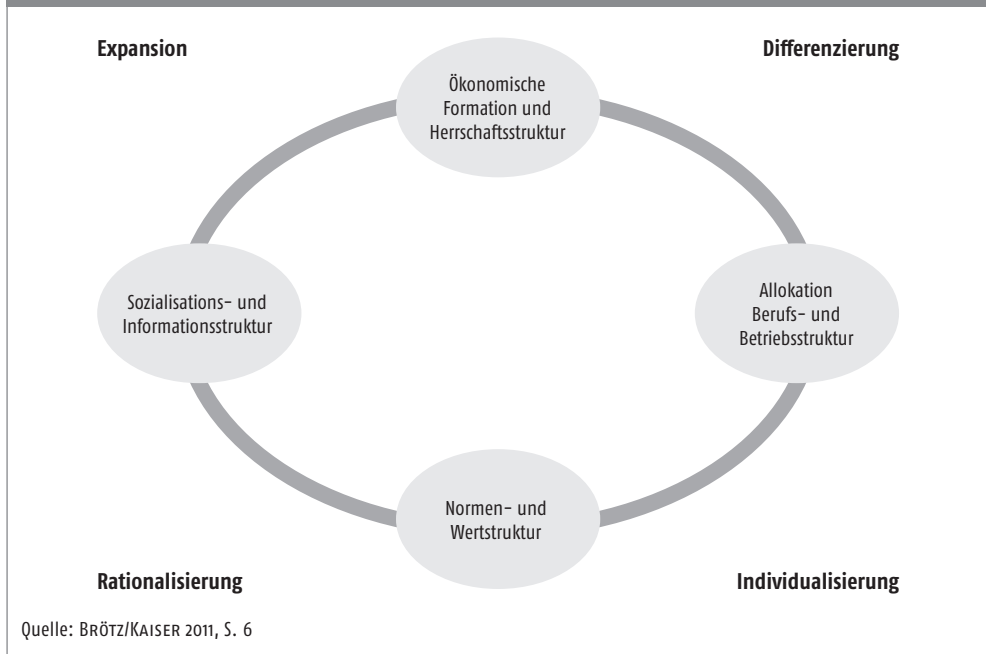 Expansion
Differenzierung
Ökonomische
Formation und
Herrschaftsstruktur
Sozialisations- und
Informationsstruktur
Allokation
Berufs- und
Betriebsstruktur
Normen- und
Wertstruktur
Rationalisierung
Individualisierung
Quelle: BRÖTZ/KAISER 2011, S. 6